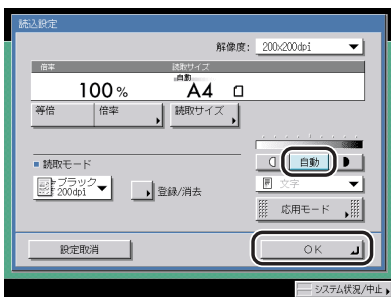 読込設定
解像度: 200×200dpi
倍率 読取サイズ
100% 自動 A4
等倍 倍率 読取サイズ
読取モード 自動
ブラック 200dpi 登録/消去 文字
応用モード
設定取消 OK
システム状況/中止